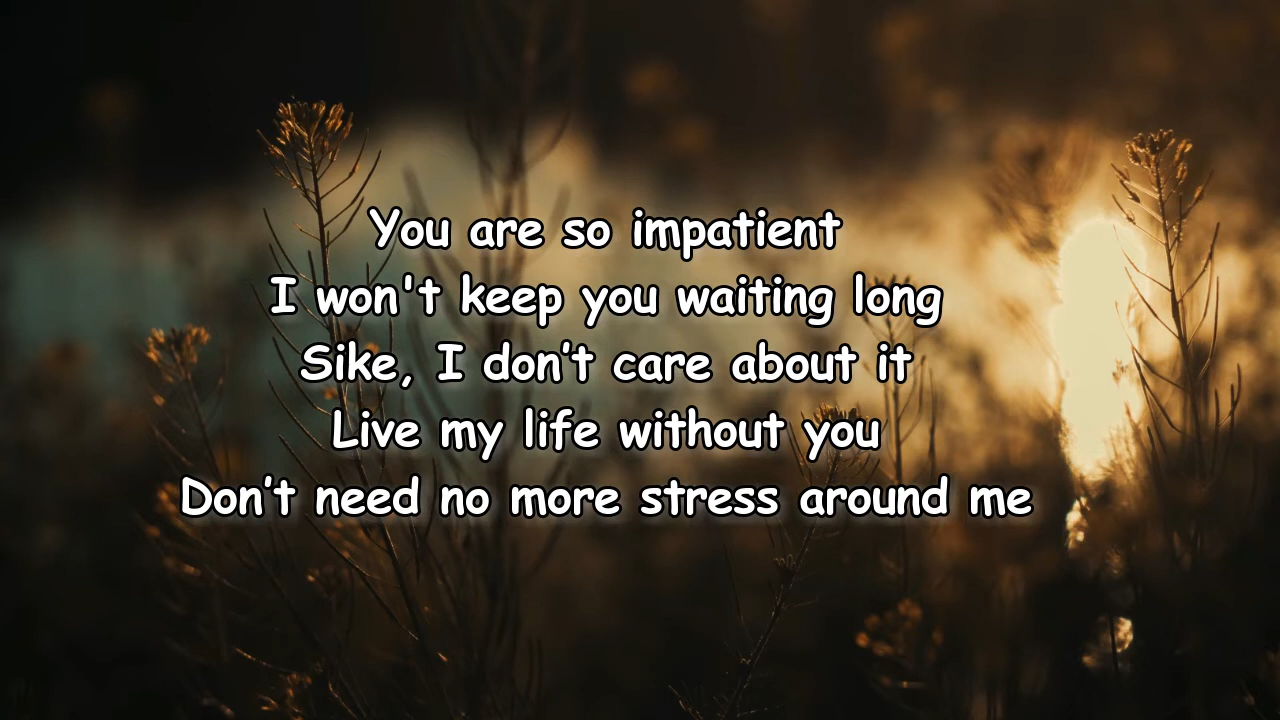 You are so impatient
I won't keep you waiting long
Sike, I don’t care about it
Live my life without you
Don’t need no more stress around me